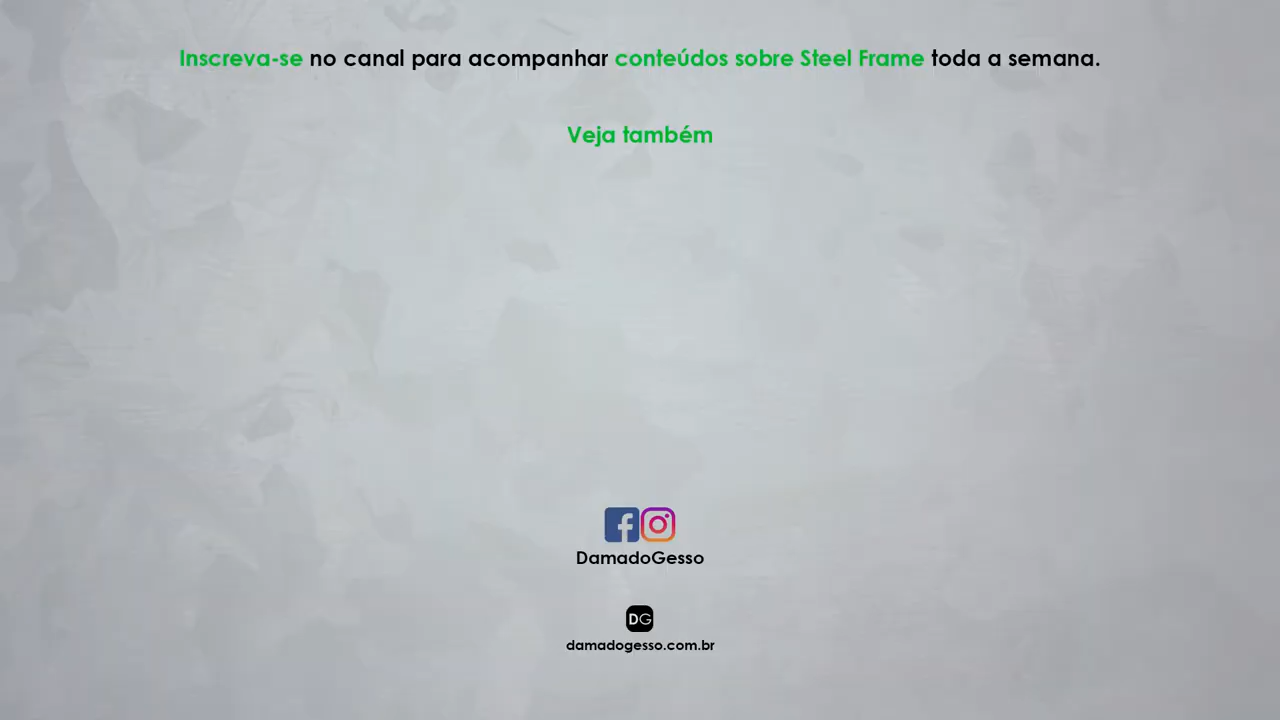 Inscreva-se no canal para acompanhar conteúdos sobre Steel Frame toda a semana.
Veja também
DamadoGesso
DG
damadogesso.com.br